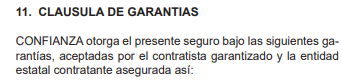 11. CLAUSULA DE GARANTIAS
CONFIANZA otorga el presente seguro bajo las siguientes ga-
rantías, aceptadas por el contratista garantizado y la entidad
estatal contratante asegurada así: